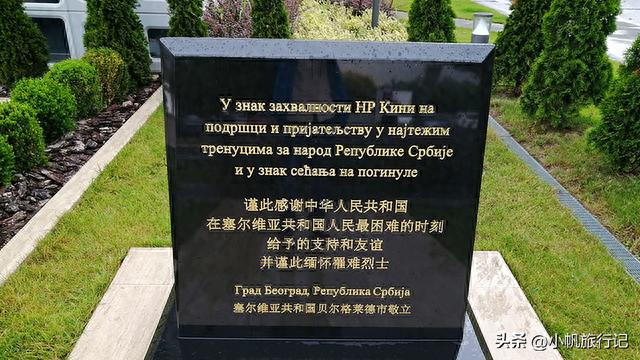 У знак захвалности НР Кини на
подршци и пријатељству у најтежим
тренуцима за народ Републике Србије
и у знак сећања на погинуле
谨此感谢中华人民共和国
在塞尔维亚共和国人民最困难的时刻
给予的支持和友谊
并谨此缅怀罹难烈士
Град Београд, Република Србија
塞尔维亚共和国贝尔格莱德市敬立
头条@小帆旅行记